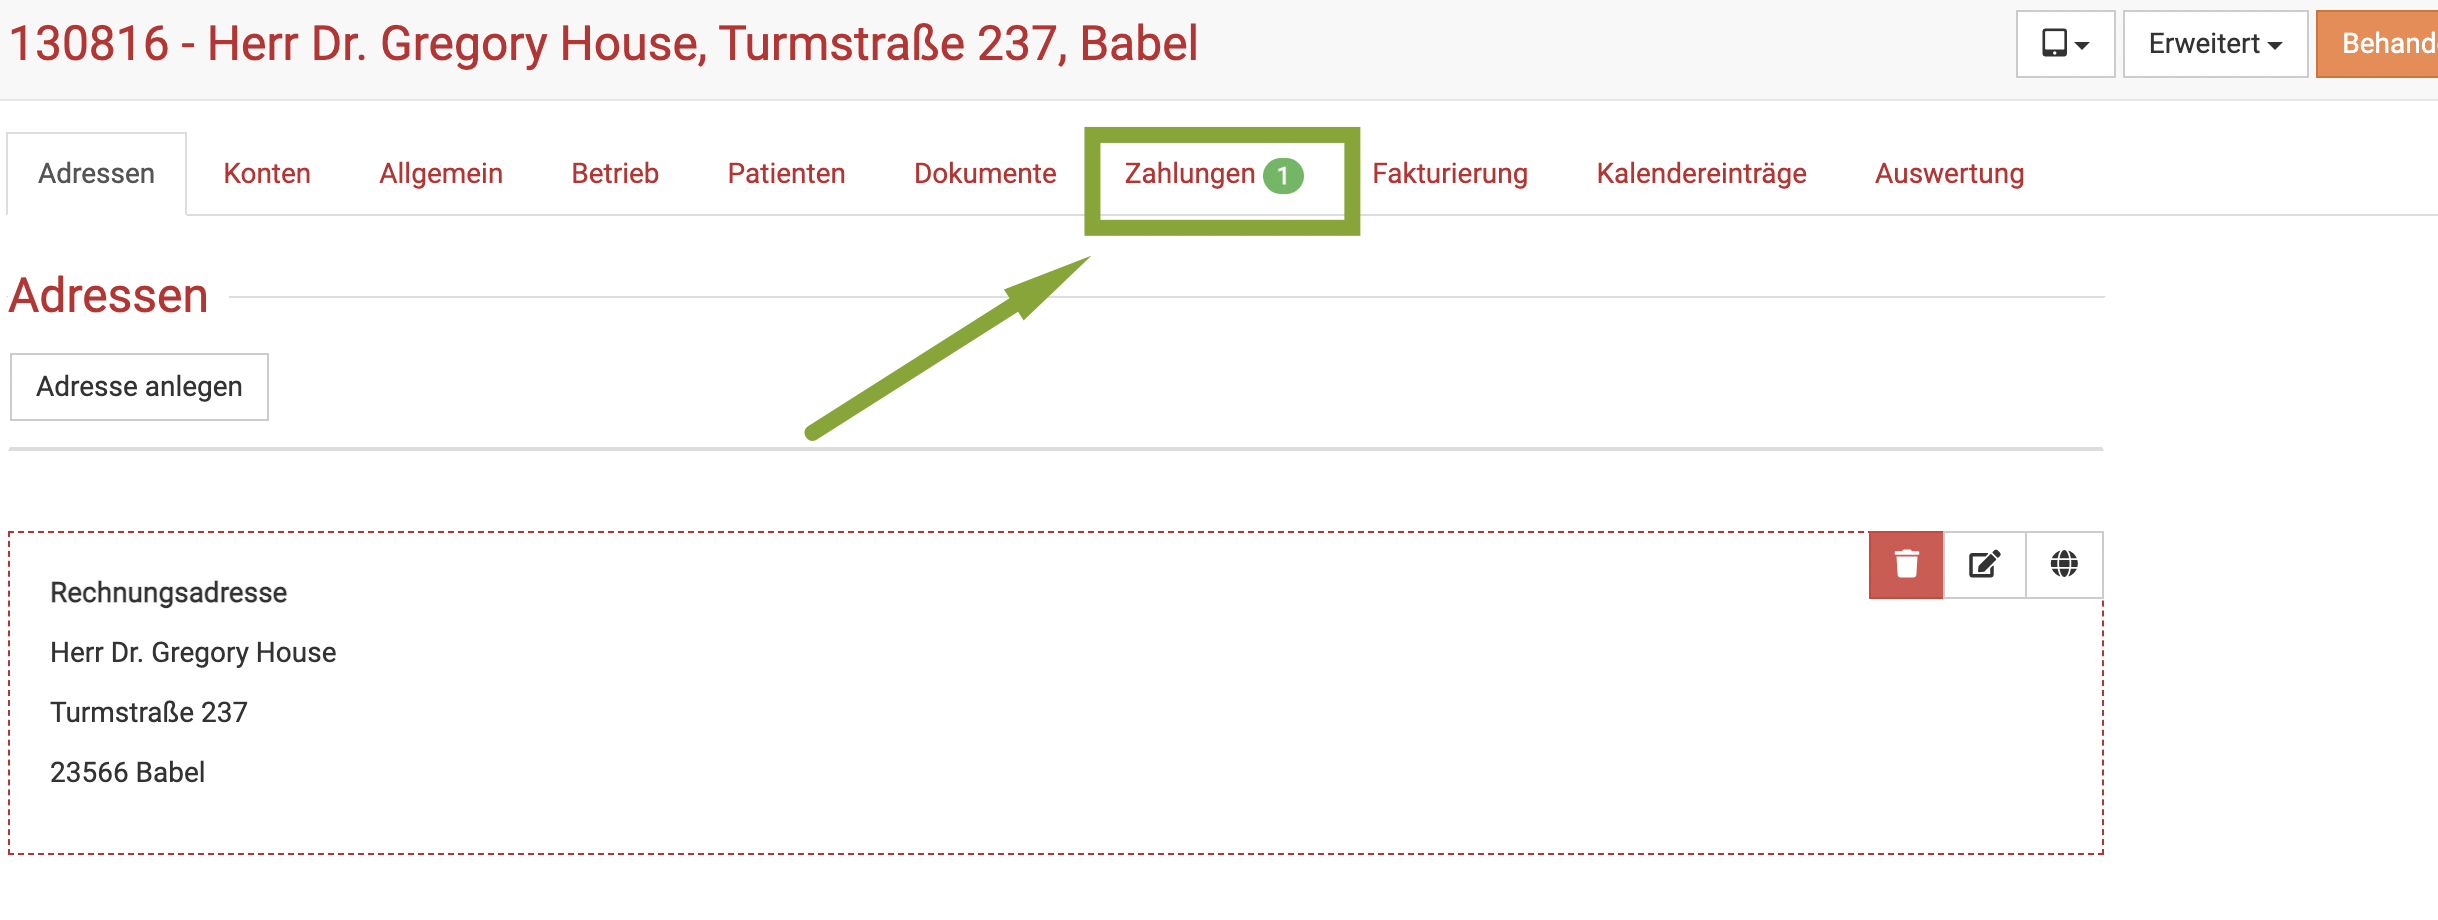 130816 - Herr Dr. Gregory House, Turmstraße 237, Babel
Erweitert
Behand
Adressen Konten Allgemein Betrieb Patienten Dokumente Zahlungen 1 Fakturierung Kalendereinträge Auswertung
Adressen
Adresse anlegen
Rechnungsadresse
Herr Dr. Gregory House
Turmstraße 237
23566 Babel